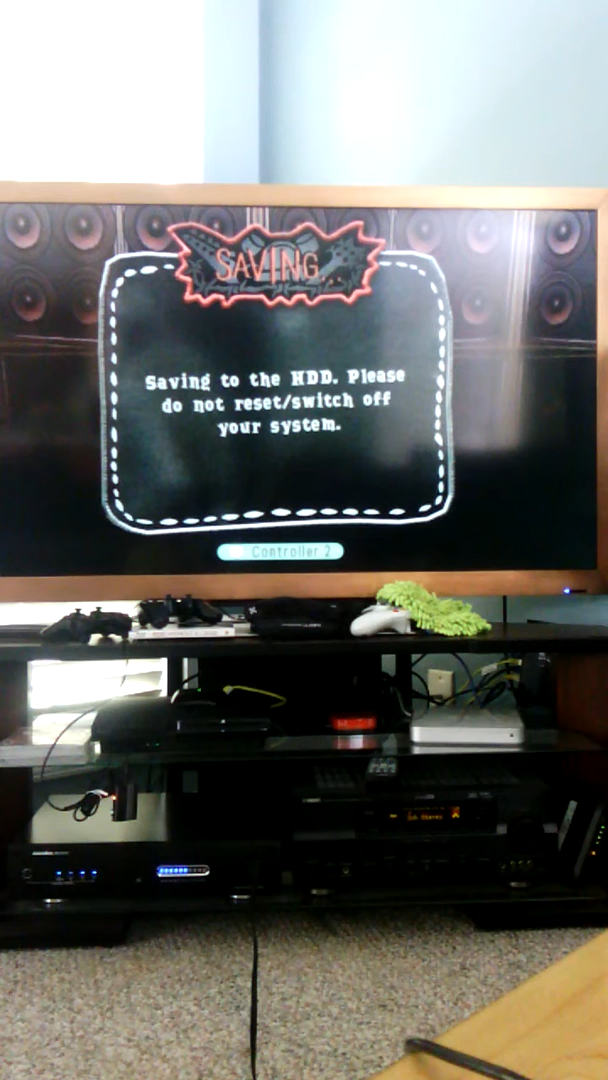 SAVING...
Saving to the HDD. Please
do not reset/switch off
your system.
Controller 2